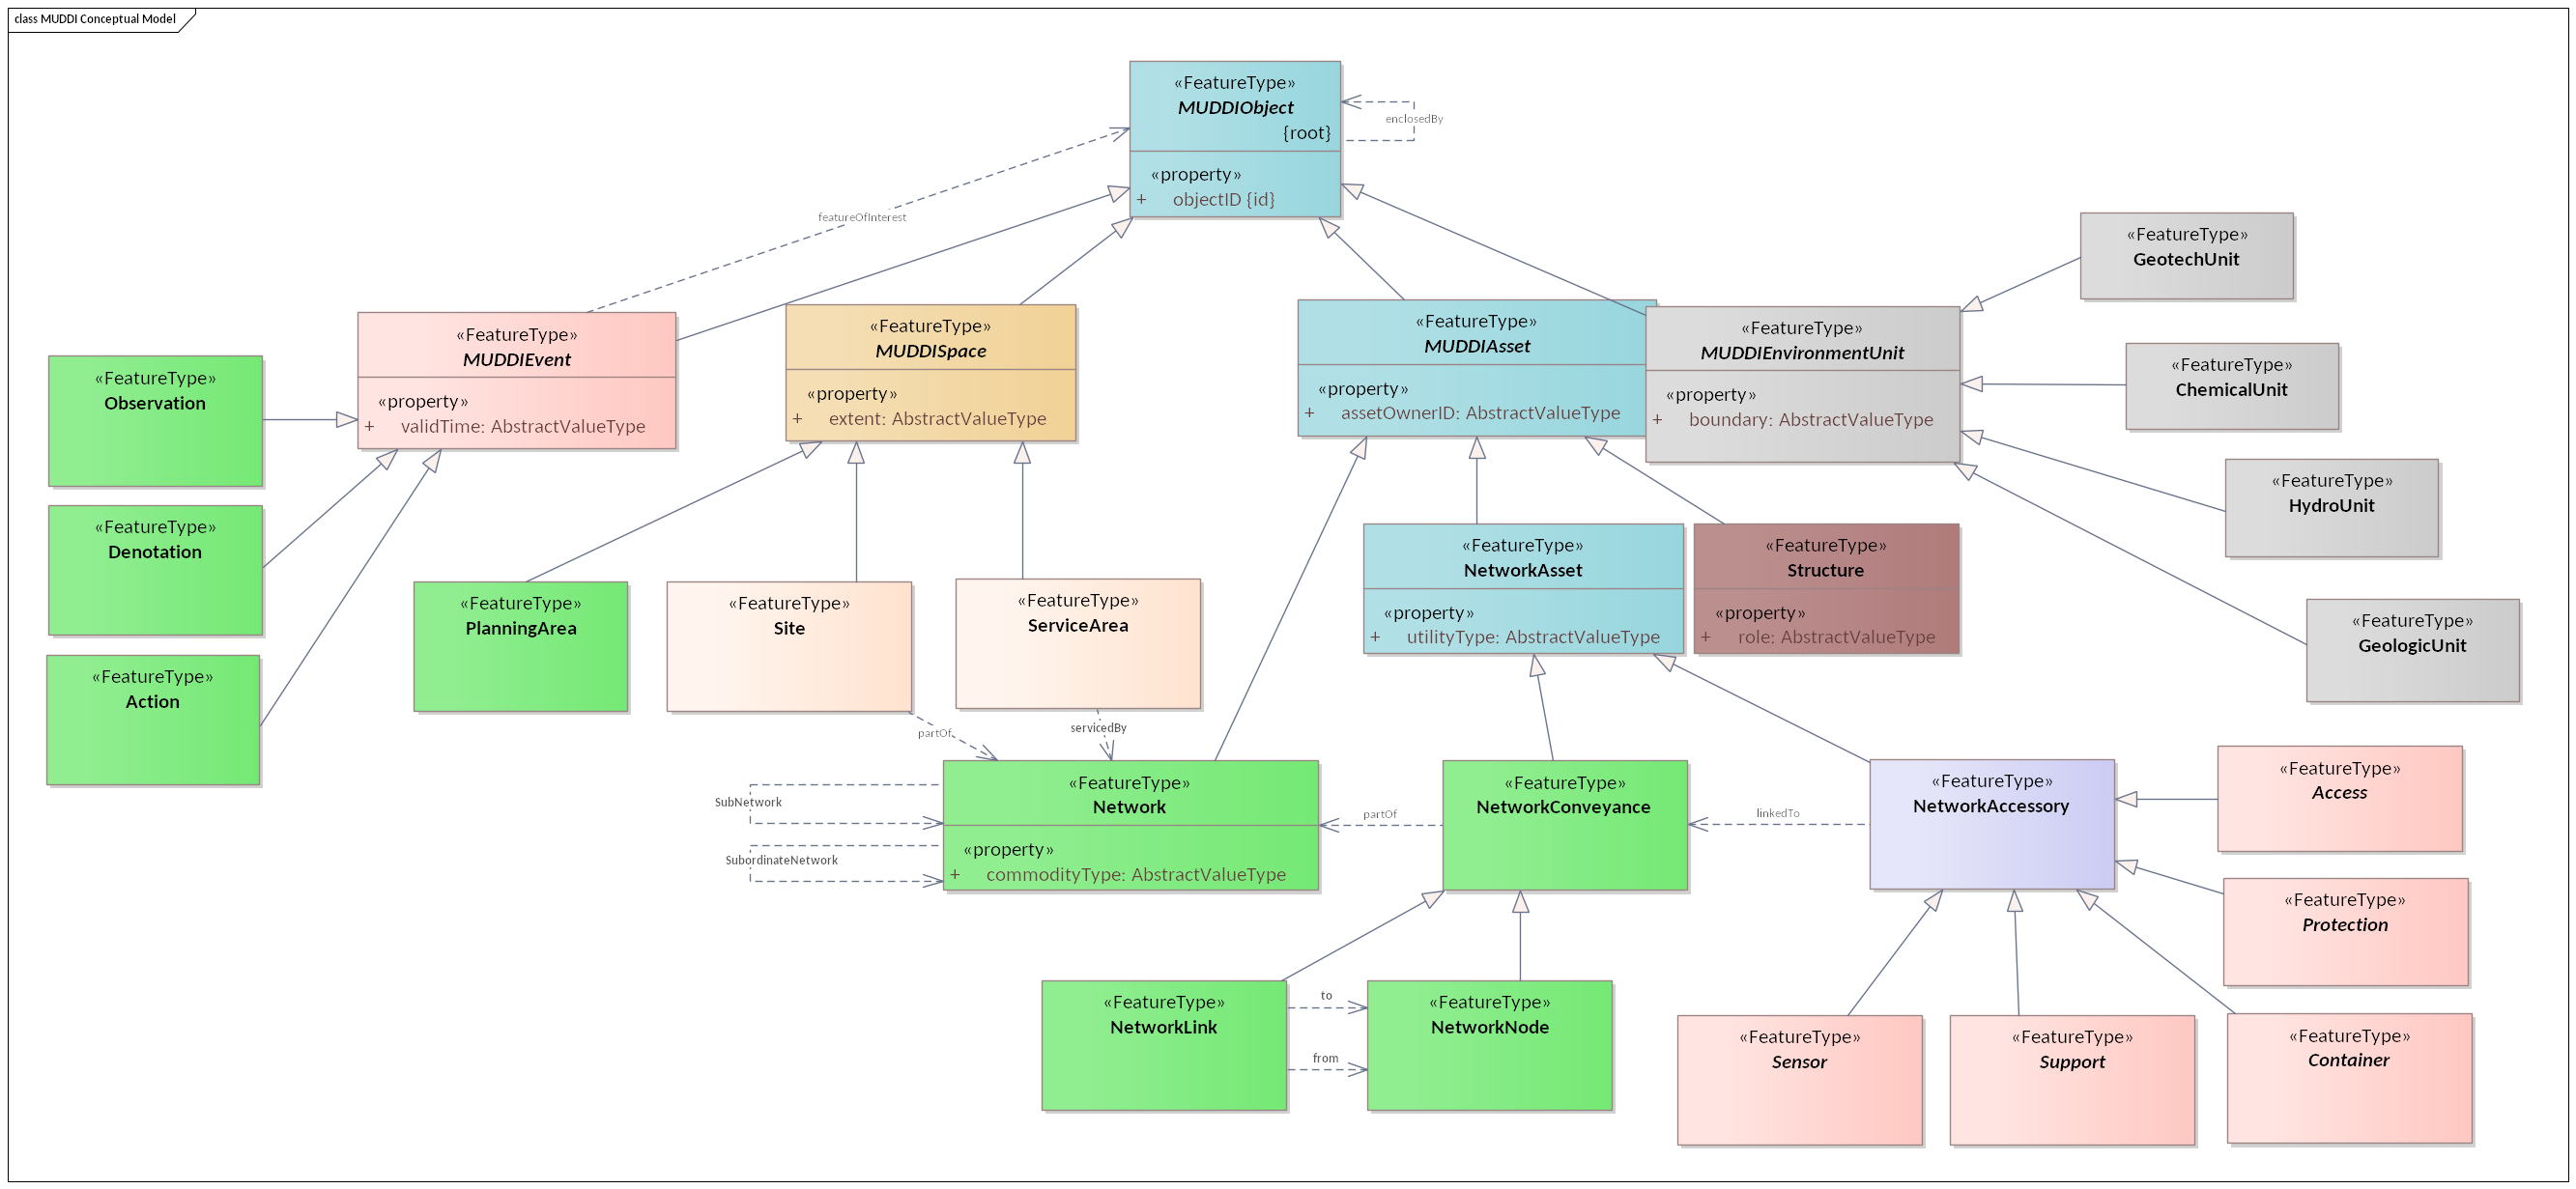 class MUDDI Conceptual Model
«FeatureType»
MUDDIObject
{root}
«property»
+ objectID {id}
enclosedBy
featureOfInterest
«FeatureType»
MUDDIEvent
«property»
+ validTime: AbstractValueType
«FeatureType»
MUDDISpace
«property»
+ extent: AbstractValueType
«FeatureType»
MUDDIAsset
«property»
+ assetOwnerID: AbstractValueType
«FeatureType»
MUDDIEnvironmentUnit
«property»
+ boundary: AbstractValueType
«FeatureType»
GeotechUnit
«FeatureType»
ChemicalUnit
«FeatureType»
HydroUnit
«FeatureType»
GeologicUnit
«FeatureType»
Observation
«FeatureType»
Denotation
«FeatureType»
Action
«FeatureType»
PlanningArea
«FeatureType»
Site
«FeatureType»
ServiceArea
«FeatureType»
NetworkAsset
«property»
+ utilityType: AbstractValueType
«FeatureType»
Structure
«property»
+ role: AbstractValueType
partOf
servicedBy
SubNetwork
SubordinateNetwork
«FeatureType»
Network
«property»
+ commodityType: AbstractValueType
partOf
«FeatureType»
NetworkConveyance
linkedTo
«FeatureType»
NetworkAccessory
«FeatureType»
Access
«FeatureType»
Protection
«FeatureType»
NetworkLink
to
from
«FeatureType»
NetworkNode
«FeatureType»
Sensor
«FeatureType»
Support
«FeatureType»
Container